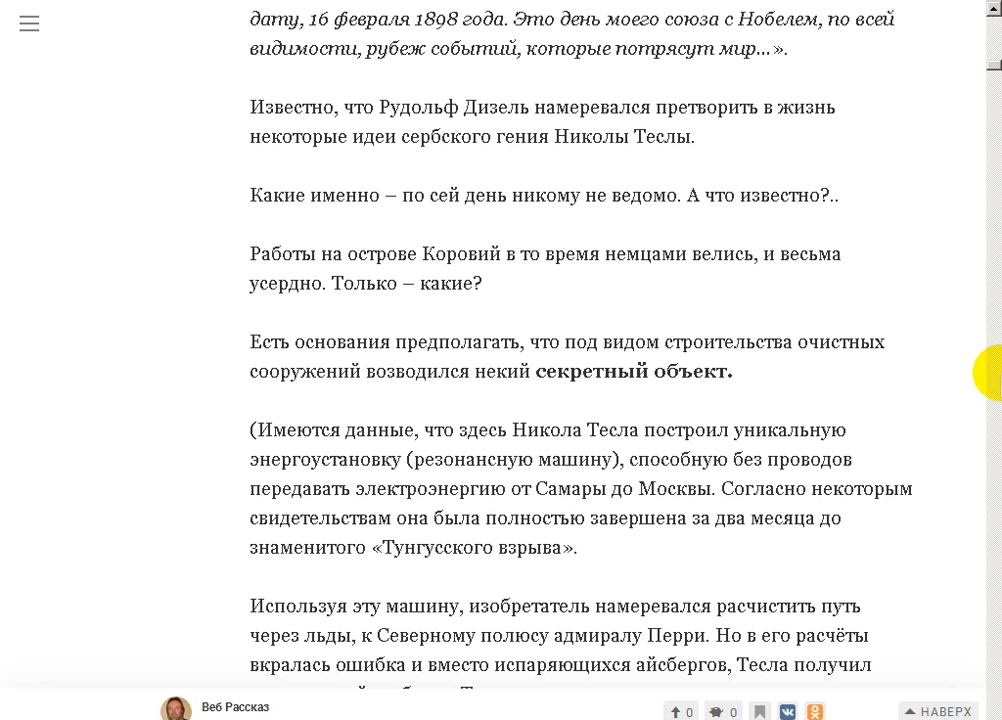 дату, 16 февраля 1898 года. Это день моего союза с Нобелем, по всей
видимости, рубеж событий, которые потрясут мир...».
Известно, что Рудольф Дизель намеревался претворить в жизнь
некоторые идеи сербского гения Николы Теслы.
Какие именно – по сей день никому не ведомо. А что известно?..
Работы на острове Коровий в то время немцами велись, и весьма
усердно. Только – какие?
Есть основания предполагать, что под видом строительства очистных
сооружений возводился некий секретный объект.
(Имеются данные, что здесь Никола Тесла построил уникальную
энергоустановку (резонансную машину), способную без проводов
передавать электроэнергию от Самары до Москвы. Согласно некоторым
свидетельствам она была полностью завершена за два месяца до
знаменитого «Тунгусского взрыва».
Используя эту машину, изобретатель намеревался расчистить путь
через льды, к Северному полюсу адмиралу Перри. Но в его расчёты
вкралась ошибка и вместо испаряющихся айсбергов, Тесла получил
Веб Рассказ
0
0
НАВЕРХ